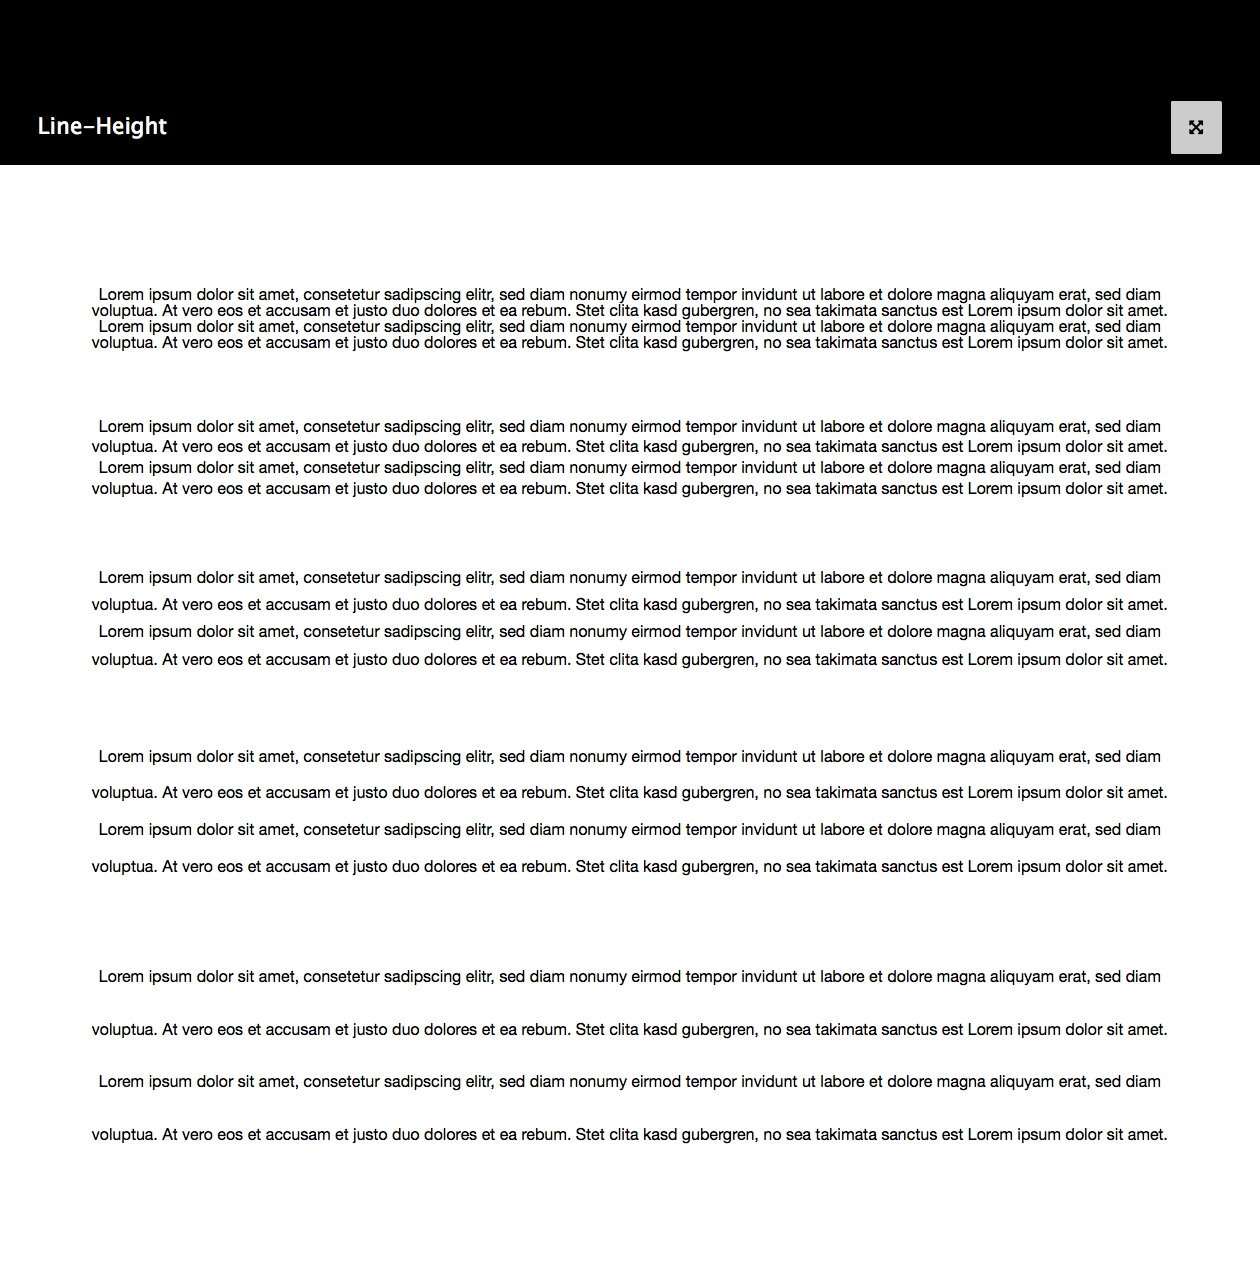 Line-Height
Lorem ipsum dolor sit amet, consetetur sadipscing elitr, sed diam nonumy eirmod tempor invidunt ut labore et dolore magna aliquyam erat, sed diam
voluptua. At vero eos et accusam et justo duo dolores et ea rebum. Stet clita kasd gubergren, no sea takimata sanctus est Lorem ipsum dolor sit amet.
Lorem ipsum dolor sit amet, consetetur sadipscing elitr, sed diam nonumy eirmod tempor invidunt ut labore et dolore magna aliquyam erat, sed diam
voluptua. At vero eos et accusam et justo duo dolores et ea rebum. Stet clita kasd gubergren, no sea takimata sanctus est Lorem ipsum dolor sit amet.
Lorem ipsum dolor sit amet, consetetur sadipscing elitr, sed diam nonumy eirmod tempor invidunt ut labore et dolore magna aliquyam erat, sed diam
voluptua. At vero eos et accusam et justo duo dolores et ea rebum. Stet clita kasd gubergren, no sea takimata sanctus est Lorem ipsum dolor sit amet.
Lorem ipsum dolor sit amet, consetetur sadipscing elitr, sed diam nonumy eirmod tempor invidunt ut labore et dolore magna aliquyam erat, sed diam
voluptua. At vero eos et accusam et justo duo dolores et ea rebum. Stet clita kasd gubergren, no sea takimata sanctus est Lorem ipsum dolor sit amet.
Lorem ipsum dolor sit amet, consetetur sadipscing elitr, sed diam nonumy eirmod tempor invidunt ut labore et dolore magna aliquyam erat, sed diam
voluptua. At vero eos et accusam et justo duo dolores et ea rebum. Stet clita kasd gubergren, no sea takimata sanctus est Lorem ipsum dolor sit amet.
Lorem ipsum dolor sit amet, consetetur sadipscing elitr, sed diam nonumy eirmod tempor invidunt ut labore et dolore magna aliquyam erat, sed diam
voluptua. At vero eos et accusam et justo duo dolores et ea rebum. Stet clita kasd gubergren, no sea takimata sanctus est Lorem ipsum dolor sit amet.
Lorem ipsum dolor sit amet, consetetur sadipscing elitr, sed diam nonumy eirmod tempor invidunt ut labore et dolore magna aliquyam erat, sed diam
voluptua. At vero eos et accusam et justo duo dolores et ea rebum. Stet clita kasd gubergren, no sea takimata sanctus est Lorem ipsum dolor sit amet.
Lorem ipsum dolor sit amet, consetetur sadipscing elitr, sed diam nonumy eirmod tempor invidunt ut labore et dolore magna aliquyam erat, sed diam
voluptua. At vero eos et accusam et justo duo dolores et ea rebum. Stet clita kasd gubergren, no sea takimata sanctus est Lorem ipsum dolor sit amet.
Lorem ipsum dolor sit amet, consetetur sadipscing elitr, sed diam nonumy eirmod tempor invidunt ut labore et dolore magna aliquyam erat, sed diam
voluptua. At vero eos et accusam et justo duo dolores et ea rebum. Stet clita kasd gubergren, no sea takimata sanctus est Lorem ipsum dolor sit amet.
Lorem ipsum dolor sit amet, consetetur sadipscing elitr, sed diam nonumy eirmod tempor invidunt ut labore et dolore magna aliquyam erat, sed diam
voluptua. At vero eos et accusam et justo duo dolores et ea rebum. Stet clita kasd gubergren, no sea takimata sanctus est Lorem ipsum dolor sit amet.